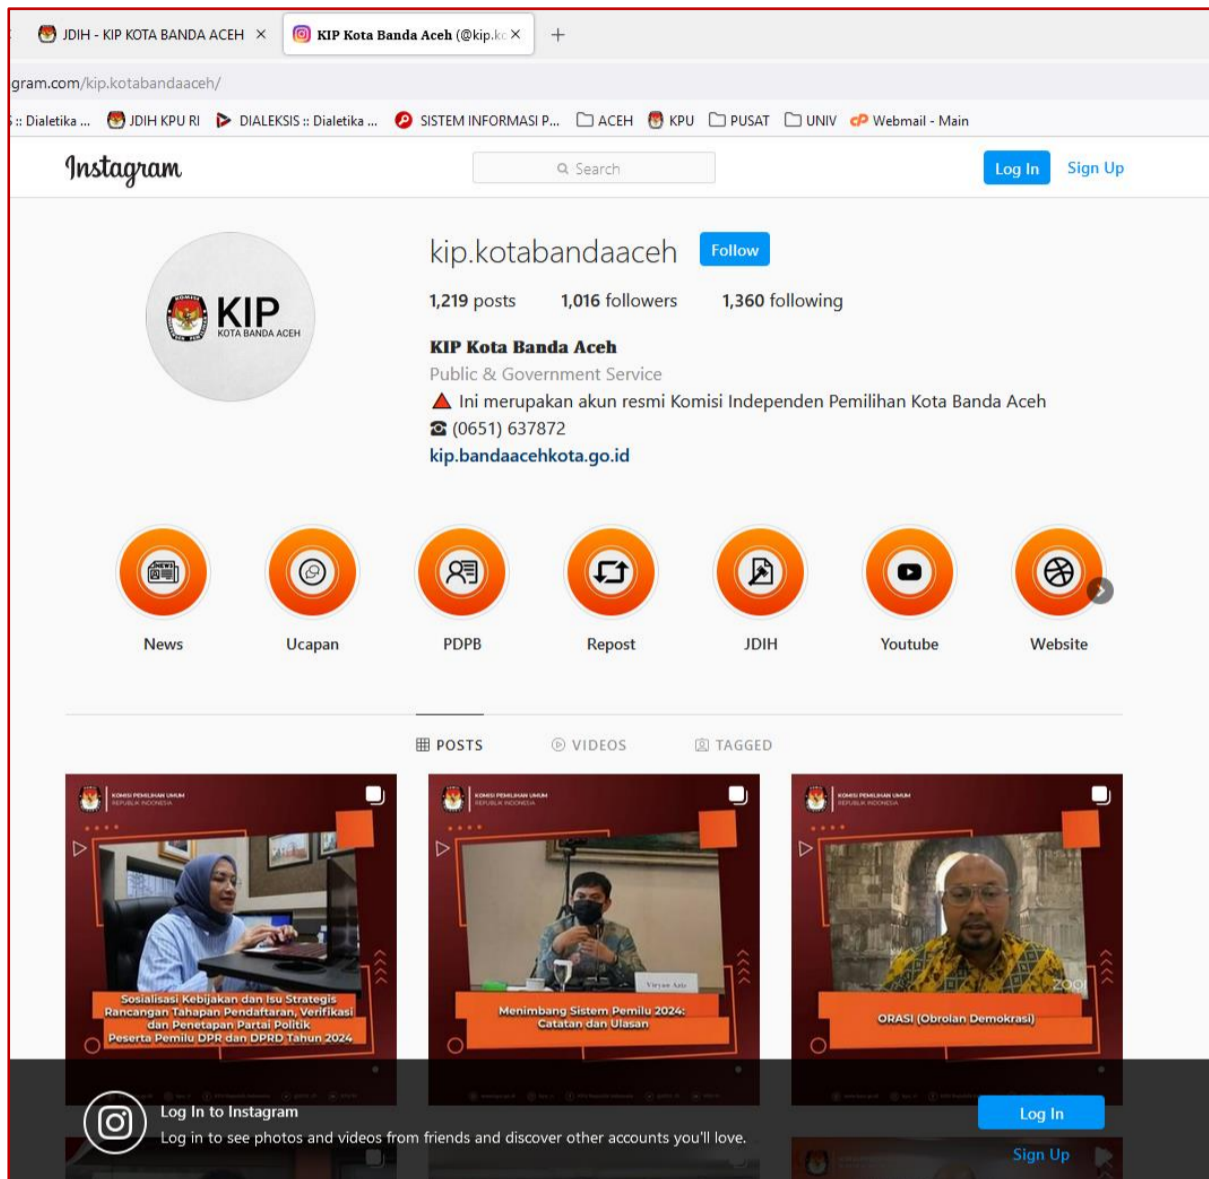 JDIH - KIP KOTA BANDA ACEH
KIP Kota Banda Aceh (@kip.kc
gram.com/kip.kotabandaaceh/
:: Dialetika ...
JDIH KPU RI
DIALEKSIS :: Dialetika ...
SISTEM INFORMASI P...
ACEH
KPU
PUSAT
UNIV
Webmail - Main
Instagram
Search
Log In
Sign Up
KIP
KOTA BANDA ACEH
kip.kotabandaaceh
Follow
1,219 posts 1,016 followers 1,360 following
KIP Kota Banda Aceh
Public & Government Service
Ini merupakan akun resmi Komisi Independen Pemilihan Kota Banda Aceh
(0651) 637872
kip.bandaacehkota.go.id
NEWS
News
Ucapan
PDPB
Repost
JDIH
Youtube
Website
POSTS
VIDEOS
TAGGED
KOMISI PEMILIHAN UMUM
REPUBLIK INDONESIA
Sosialisasi Kebijakan dan Isu Strategis
Rancangan Tahapan Pendaftaran, Verifikasi
dan Penetapan Partai Politik
Peserta Pemilu DPR dan DPRD Tahun 2024
KOMISI PEMILIHAN UMUM
REPUBLIK INDONESIA
Viryan Aziz
Menimbang Sistem Pemilu 2024:
Catatan dan Ulasan
KOMISI PEMILIHAN UMUM
REPUBLIK INDONESIA
ORASI (Obrolan Demokrasi)
Log In to Instagram
Log in to see photos and videos from friends and discover other accounts you'll love.
Log In
Sign Up